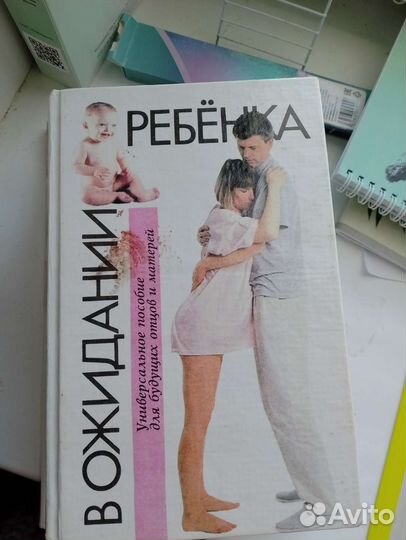 В ОЖИДАНИИ
РЕБЁНКА
Универсальное пособие
для будущих отцов и матерей
Avito